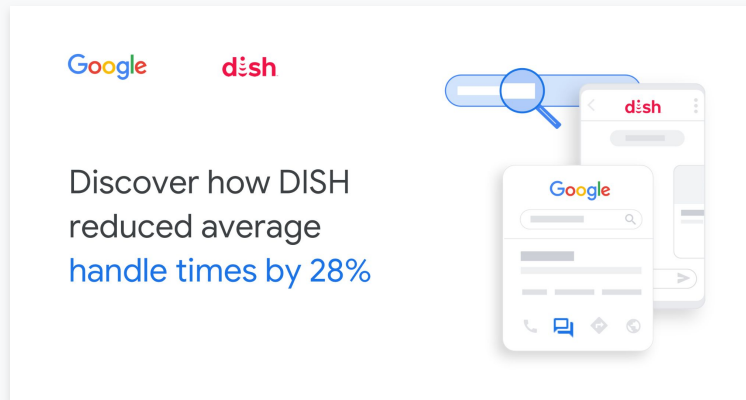 Google
dish
dish
Discover how DISH
reduced average
handle times by 28%
Google